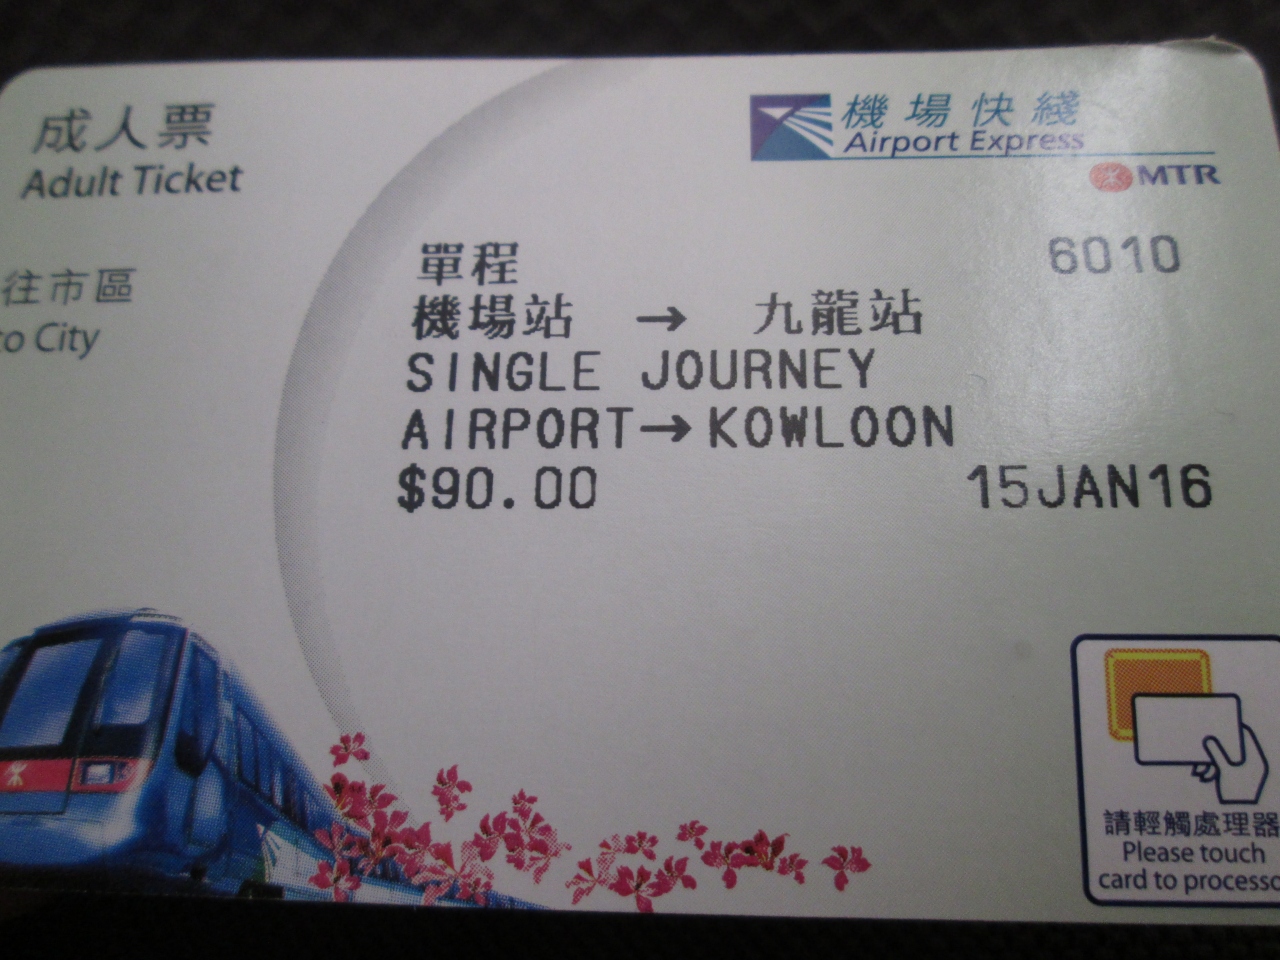 成人票
Adult Ticket
機場快綫
Airport Express
MTR
往市區
to City
6010
單程
機場站 → 九龍站
SINGLE JOURNEY
AIRPORT→KOWLOON
$90.00 15JAN16
請輕觸處理器
Please touch
card to processo